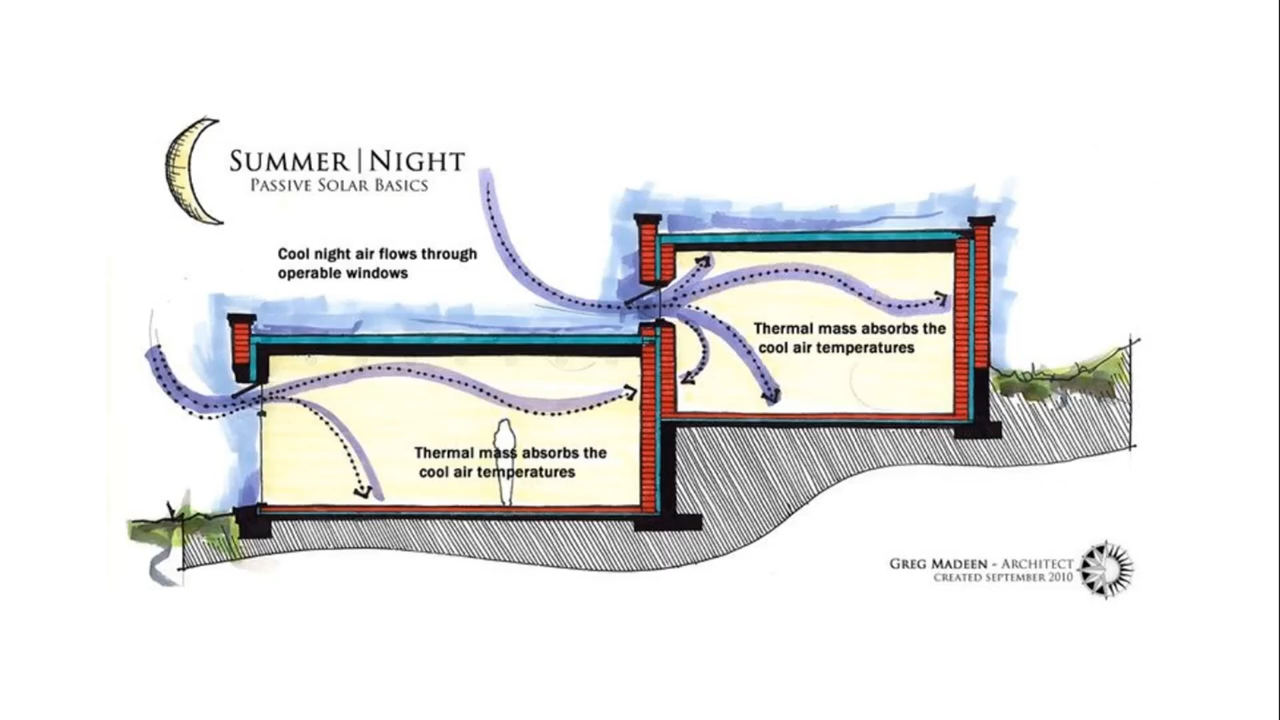 SUMMER|NIGHT
PASSIVE SOLAR BASICS
Cool night air flows through
operable windows
Thermal mass absorbs the
cool air temperatures
Thermal mass absorbs the
cool air temperatures
GREG MADEEN - ARCHITECT
CREATED SEPTEMBER 2010